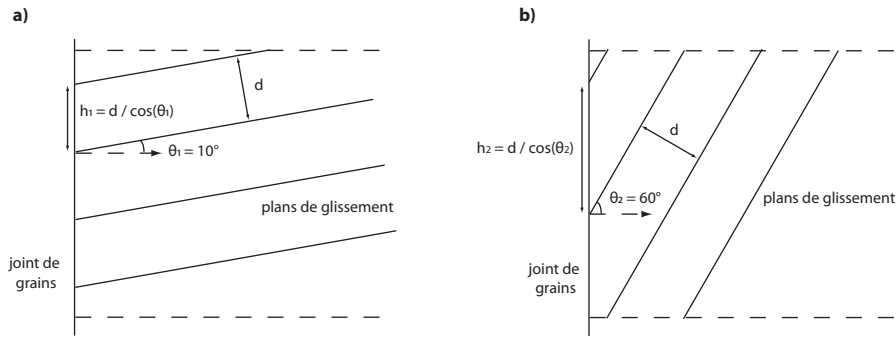 a)
d
h₁ = d / cos(θ₁)
θ₁ = 10°
plans de glissement
joint de
grains
b)
d
h₂ = d / cos(θ₂)
θ₂ = 60°
plans de glissement
joint de
grains